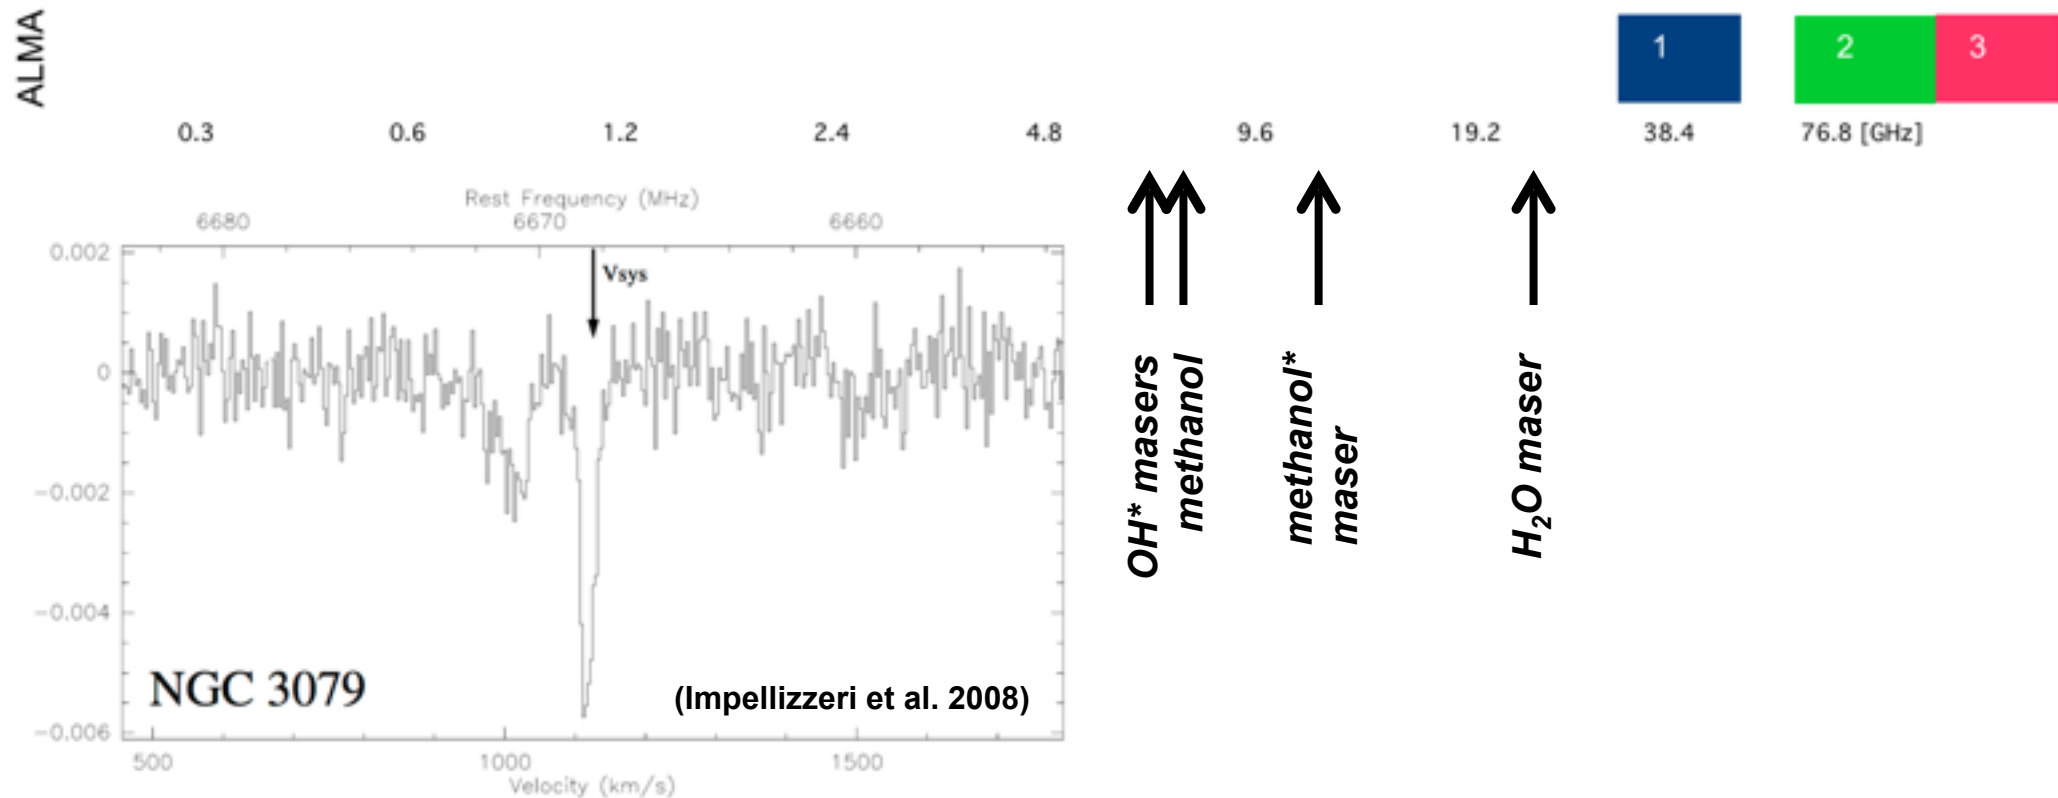 ALMA
1 2 3
0.3 0.6 1.2 2.4 4.8 9.6 19.2 38.4 76.8 [GHz]
Rest Frequency (MHz)
6680 6670 6660
0.002
0
−0.002
−0.004
−0.006
Vsys
NGC 3079
(Impellizzeri et al. 2008)
500 1000 1500
Velocity (km/s)
OH* masers
methanol
methanol*
maser
H₂O maser